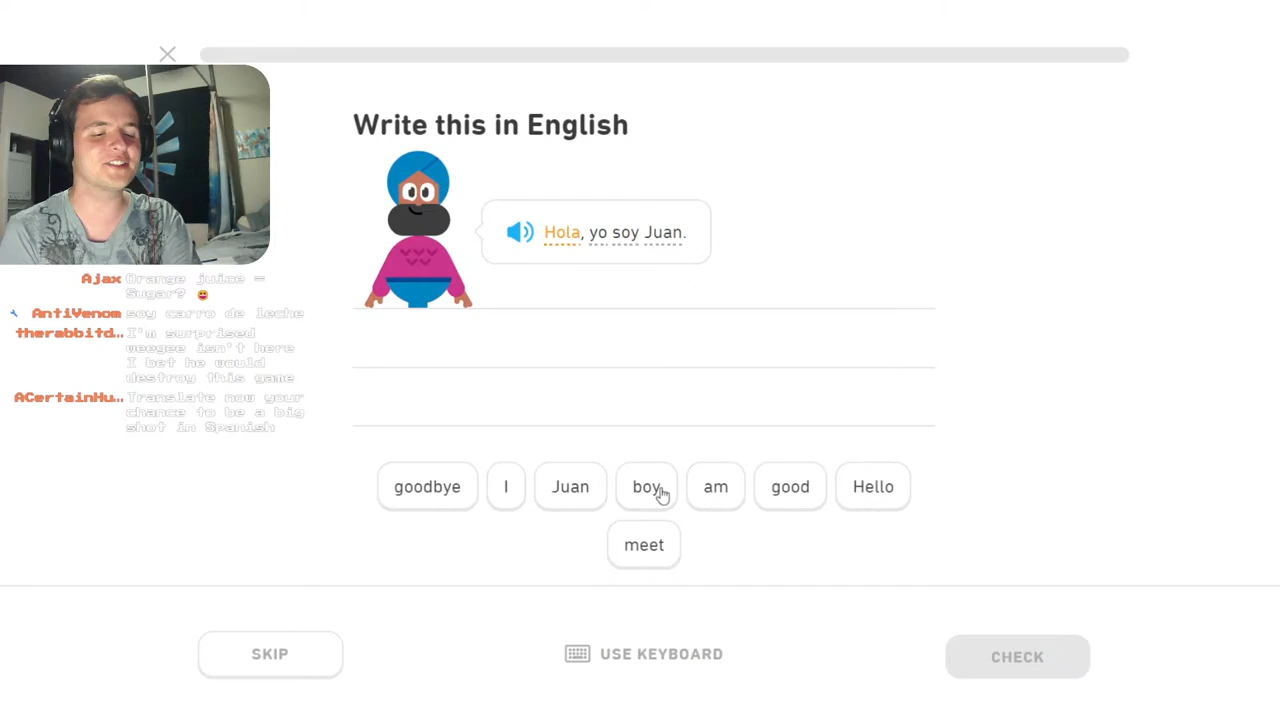 Write this in English
Hola, yo soy Juan.
Ajax Orange juice =
Sugar?
AntiVenom soy carro de leche
therabbitd… I'm surprised
weegee isn't here
I bet he would
destroy this game
ACertainHu… Translate now your
chance to be a big
shot in Spanish
goodbye I Juan boy am good Hello
meet
SKIP USE KEYBOARD CHECK